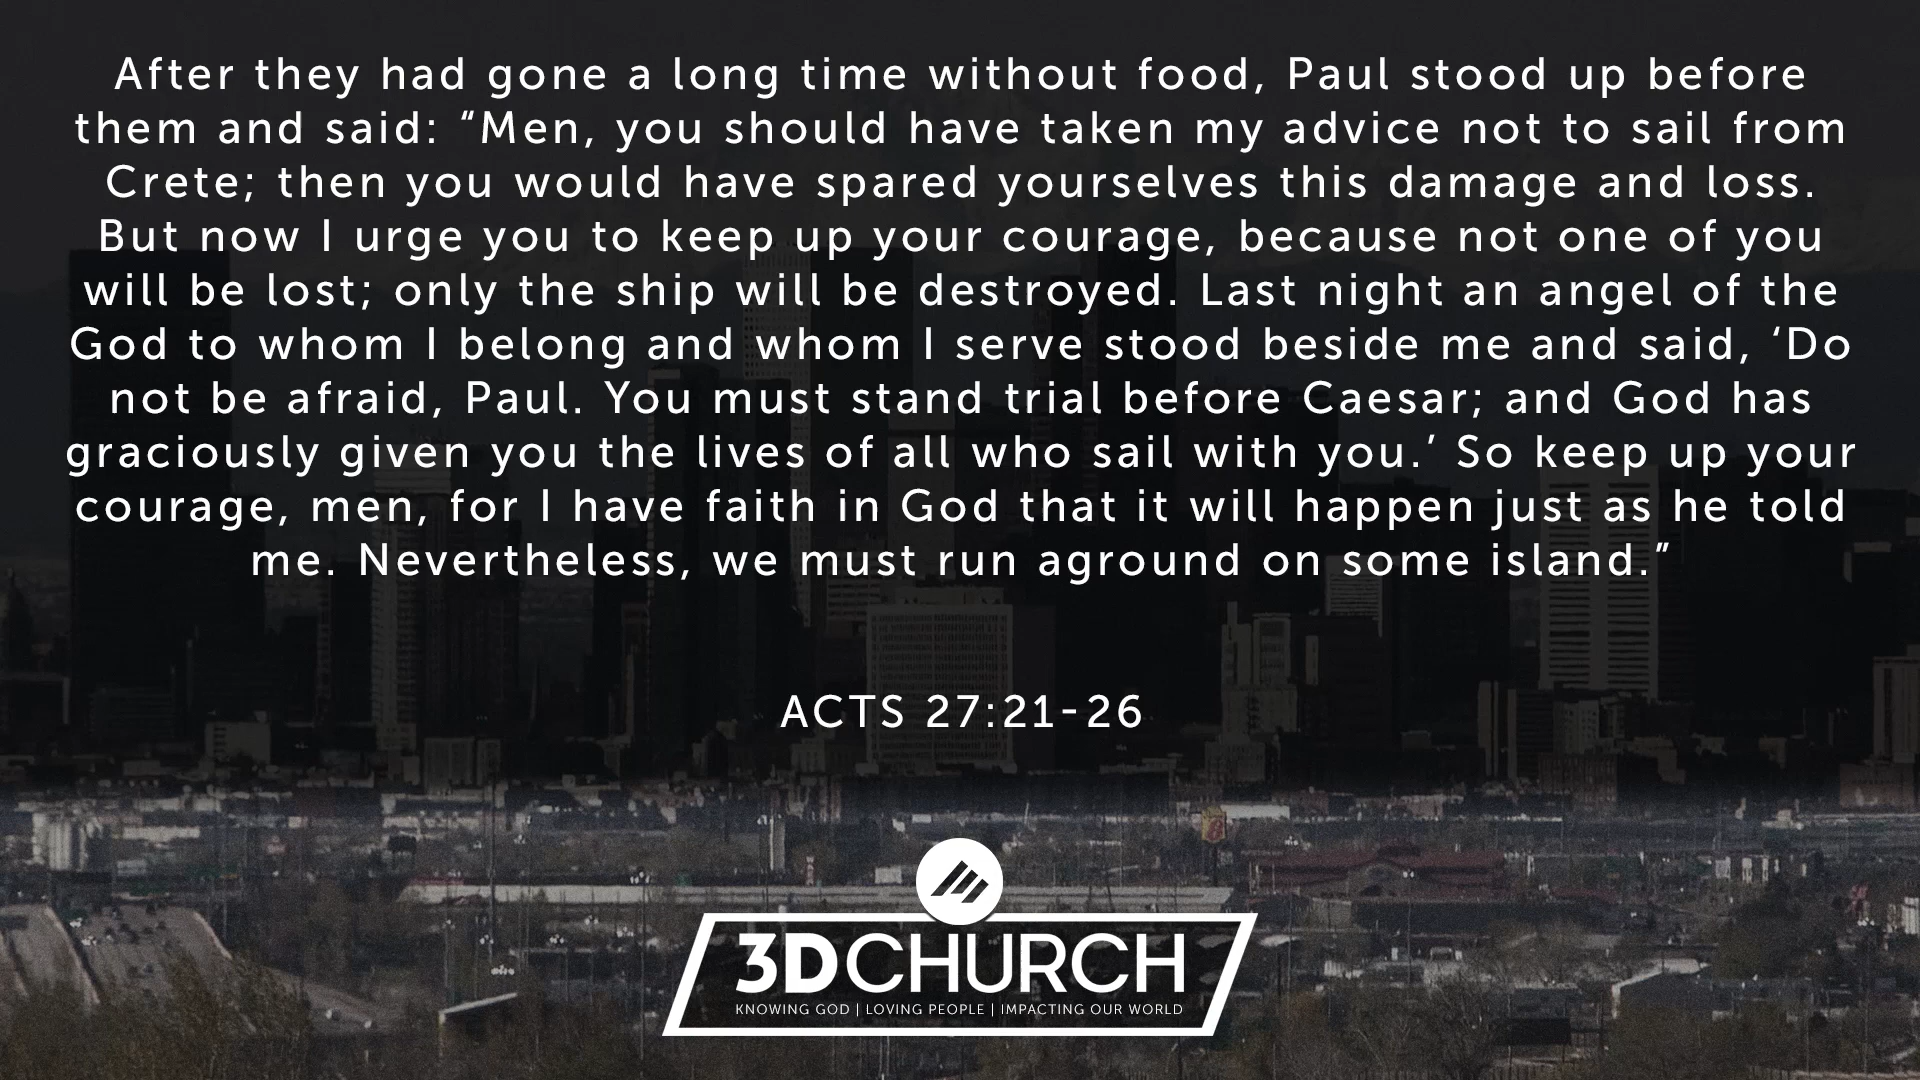 After they had gone a long time without food, Paul stood up before
them and said: “Men, you should have taken my advice not to sail from
Crete; then you would have spared yourselves this damage and loss.
But now I urge you to keep up your courage, because not one of you
will be lost; only the ship will be destroyed. Last night an angel of the
God to whom I belong and whom I serve stood beside me and said, ‘Do
not be afraid, Paul. You must stand trial before Caesar; and God has
graciously given you the lives of all who sail with you.’ So keep up your
courage, men, for I have faith in God that it will happen just as he told
me. Nevertheless, we must run aground on some island.”
ACTS 27:21-26
3DCHURCH
KNOWING GOD | LOVING PEOPLE | IMPACTING OUR WORLD